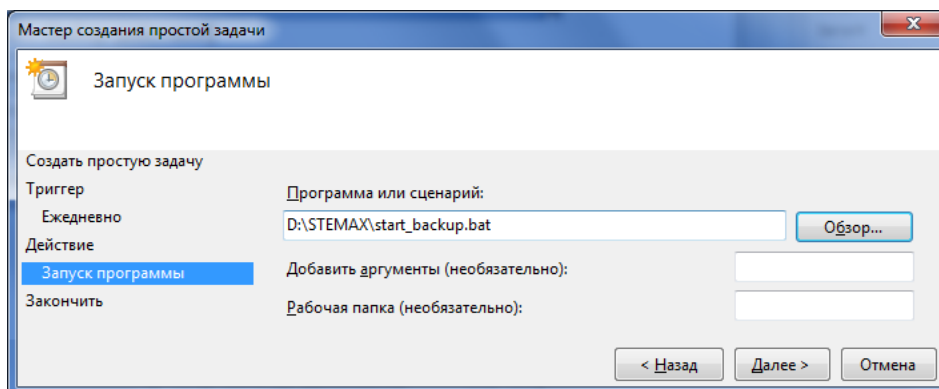 Мастер создания простой задачи
Запуск программы
Создать простую задачу
Триггер
Ежедневно
Действие
Запуск программы
Закончить
Программа или сценарий:
D:\STEMAX\start_backup.bat
Обзор...
Добавить аргументы (необязательно):
Рабочая папка (необязательно):
< Назад
Далее >
Отмена